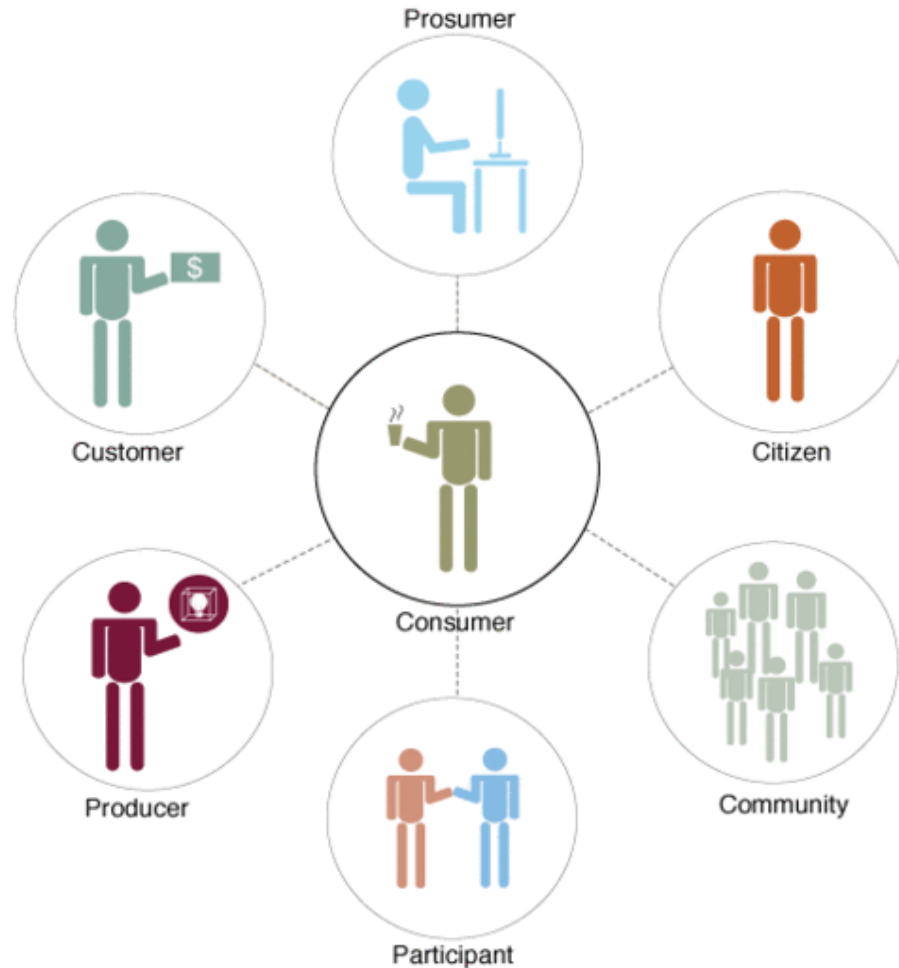 Prosumer
$
Customer
Citizen
Consumer
Producer
Community
Participant